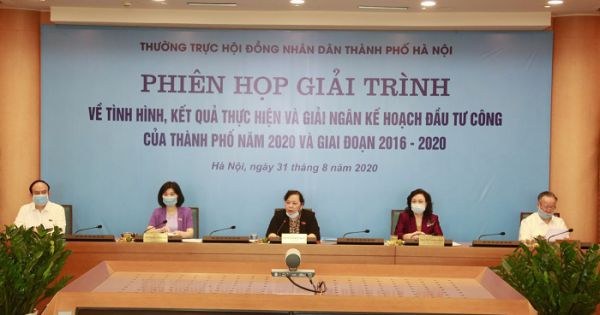 THƯỜNG TRỰC HỘI ĐỒNG NHÂN DÂN THÀNH PHỐ HÀ NỘI
PHIÊN HỌP GIẢI TRÌNH
VỀ TÌNH HÌNH, KẾT QUẢ THỰC HIỆN VÀ GIẢI NGÂN KẾ HOẠCH ĐẦU TƯ CÔNG
CỦA THÀNH PHỐ NĂM 2020 VÀ GIAI ĐOẠN 2016 - 2020
Hà Nội, ngày 31 tháng 8 năm 2020